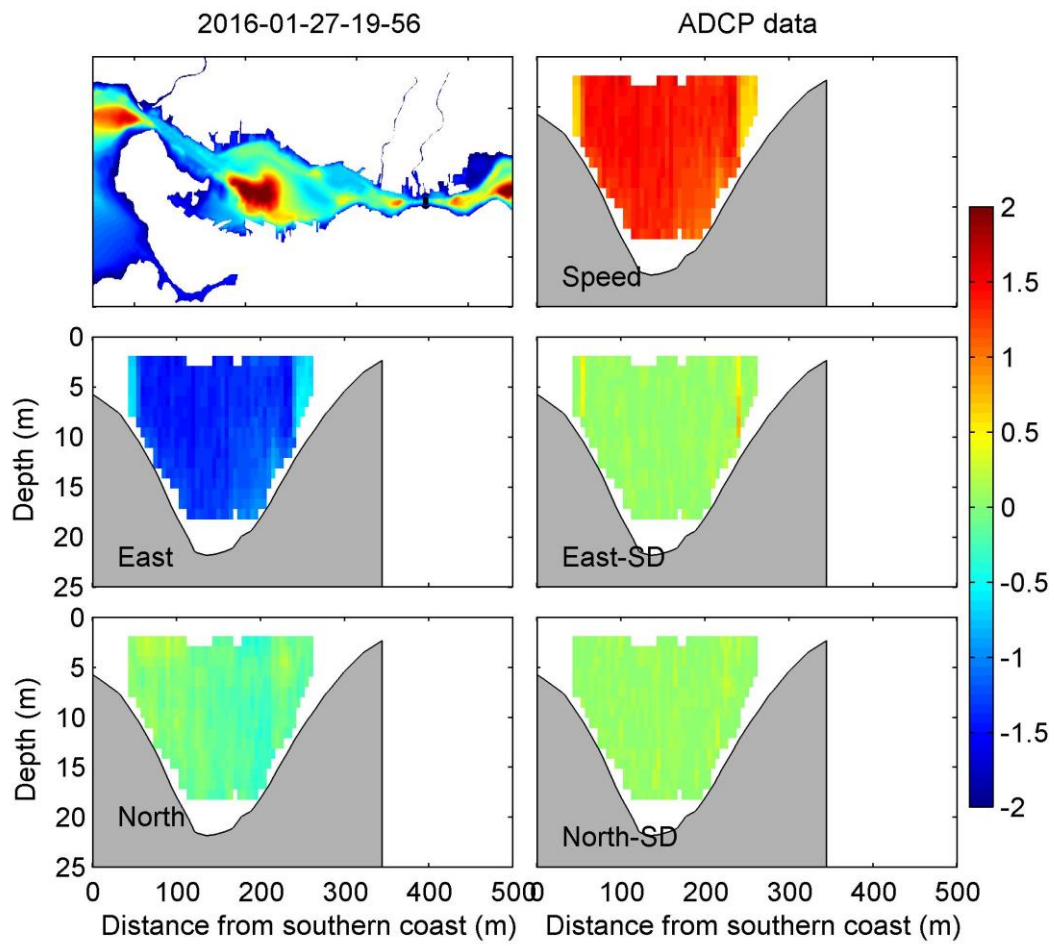 2016-01-27-19-56
ADCP data
Speed
2
1.5
1
0.5
0
-0.5
-1
-1.5
-2
0
5
10
15
20
25
Depth (m)
East
East-SD
0
5
10
15
20
25
Depth (m)
North
North-SD
0 100 200 300 400 500
0 100 200 300 400 500
Distance from southern coast (m)
Distance from southern coast (m)